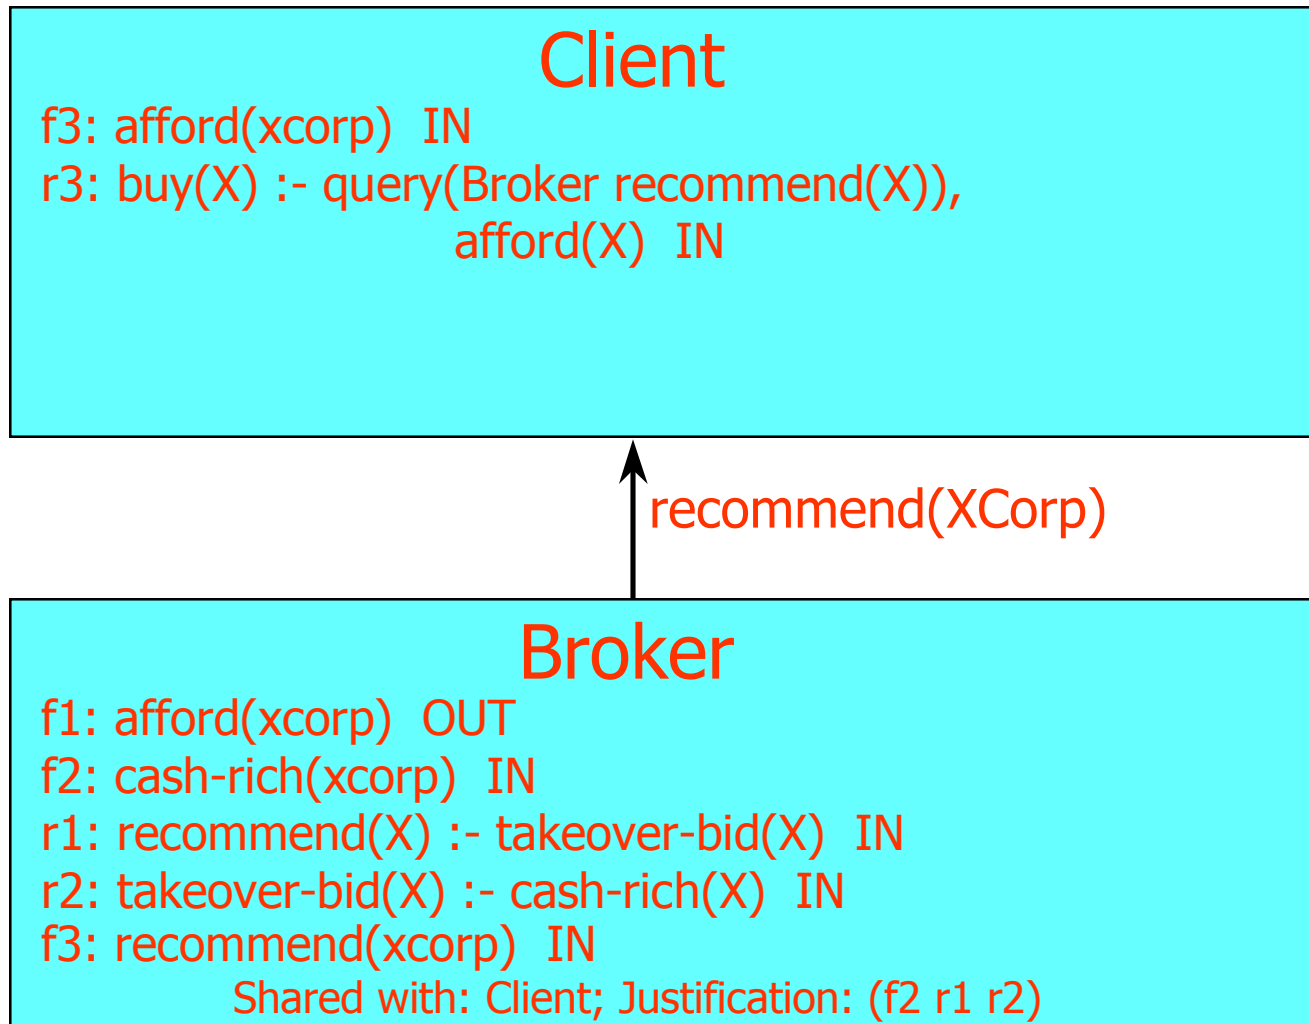 Client
f3: afford(xcorp) IN
r3: buy(X) :- query(Broker recommend(X)),
afford(X) IN
recommend(XCorp)
Broker
f1: afford(xcorp) OUT
f2: cash-rich(xcorp) IN
r1: recommend(X) :- takeover-bid(X) IN
r2: takeover-bid(X) :- cash-rich(X) IN
f3: recommend(xcorp) IN
Shared with: Client; Justification: (f2 r1 r2)